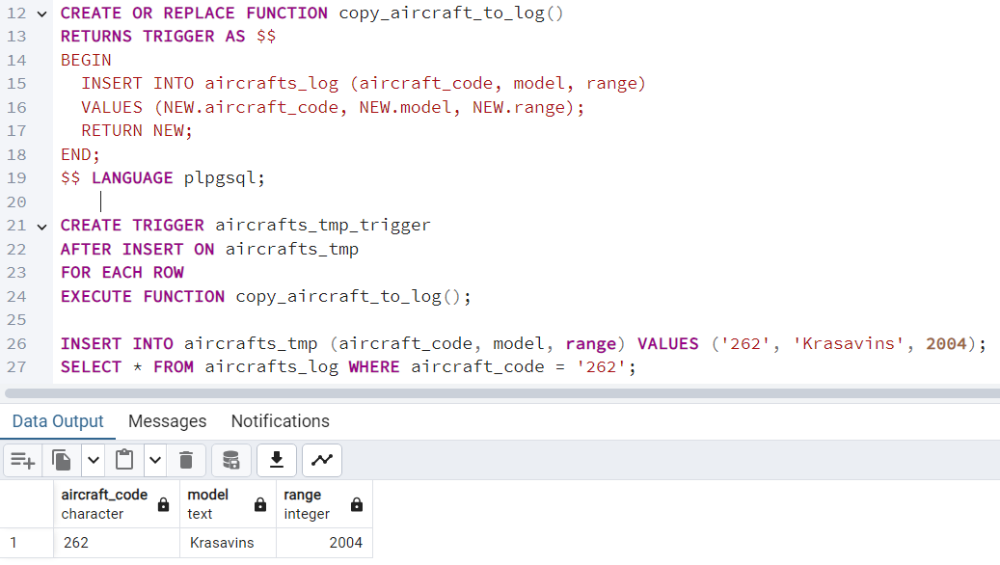 12 CREATE OR REPLACE FUNCTION copy_aircraft_to_log()
13 RETURNS TRIGGER AS $$
14 BEGIN
15 INSERT INTO aircrafts_log (aircraft_code, model, range)
16 VALUES (NEW.aircraft_code, NEW.model, NEW.range);
17 RETURN NEW;
18 END;
19 $$ LANGUAGE plpgsql;
20
21 CREATE TRIGGER aircrafts_tmp_trigger
22 AFTER INSERT ON aircrafts_tmp
23 FOR EACH ROW
24 EXECUTE FUNCTION copy_aircraft_to_log();
25
26 INSERT INTO aircrafts_tmp (aircraft_code, model, range) VALUES ('262', 'Krasavins', 2004);
27 SELECT * FROM aircrafts_log WHERE aircraft_code = '262';
Data Output Messages Notifications
aircraft_code model range
character text integer
1 262 Krasavins 2004